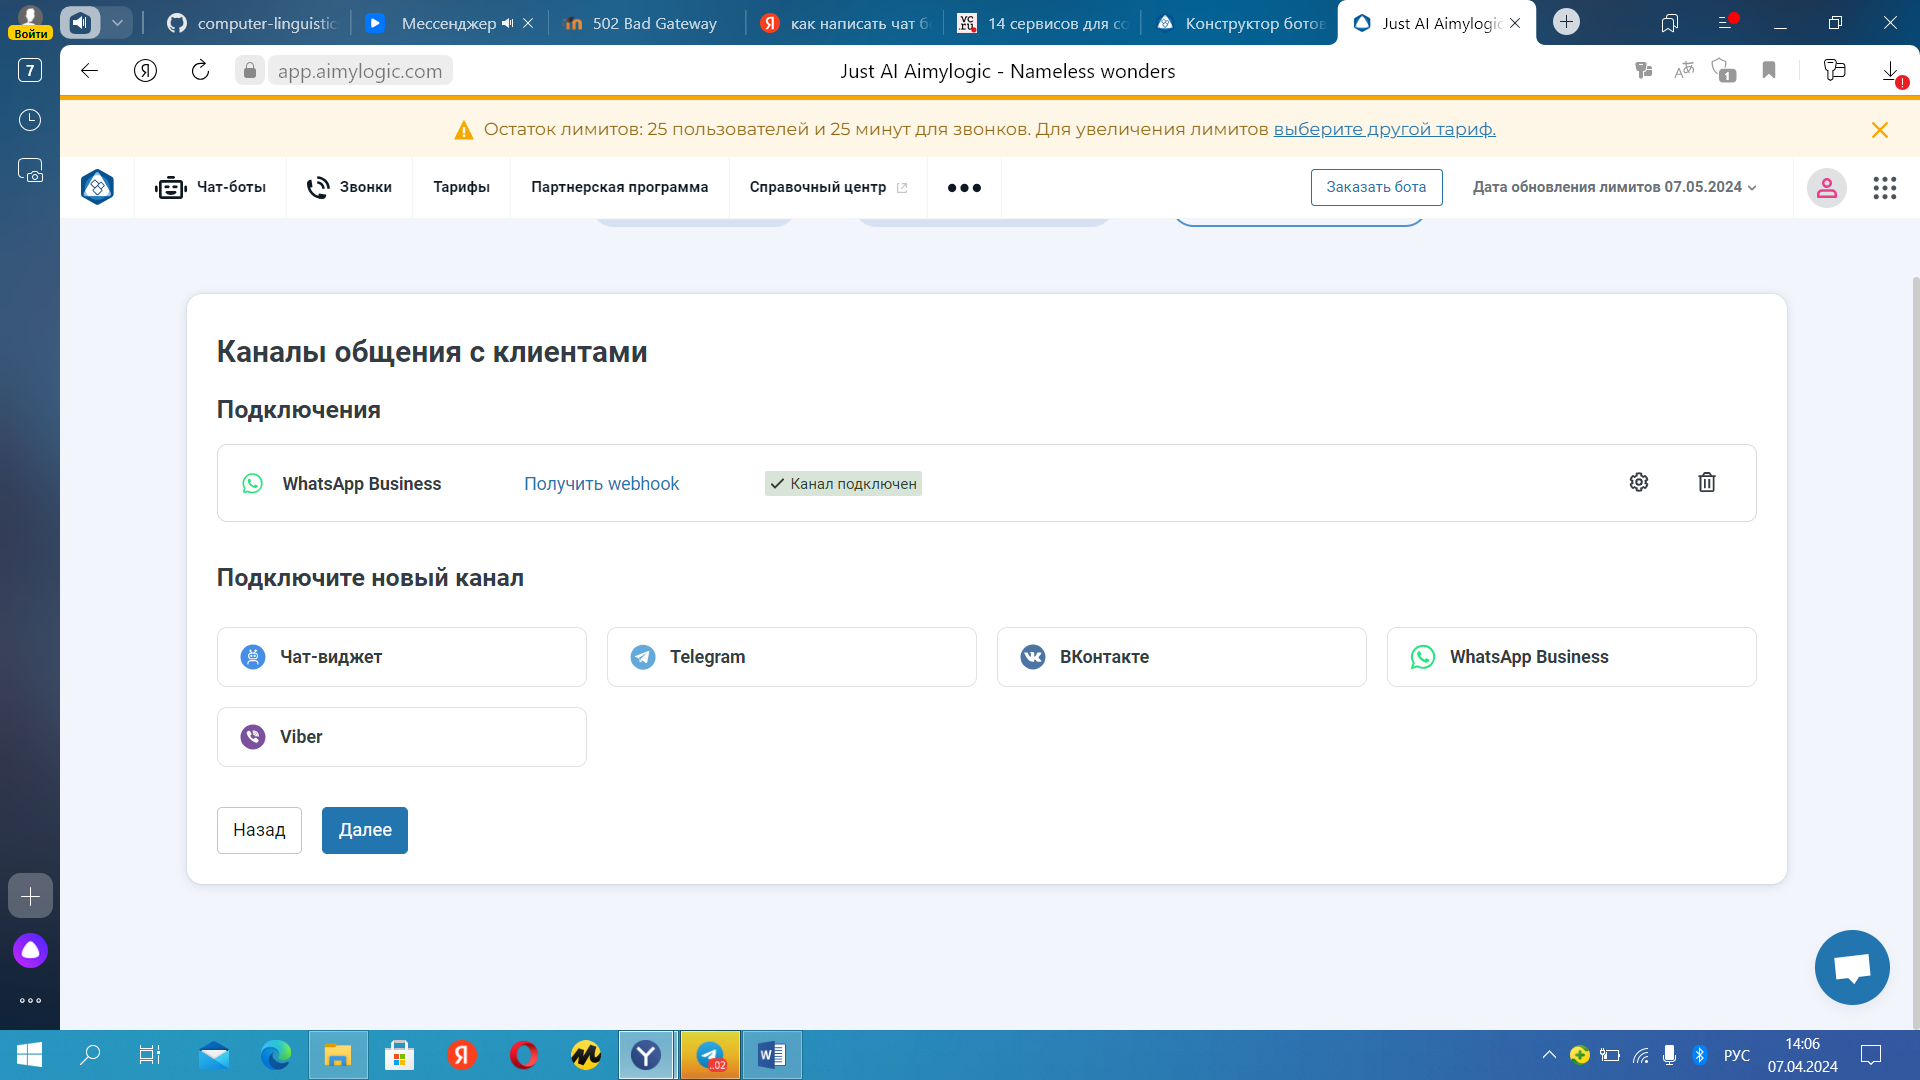 Войти
computer-linguistic
Мессенджер
502 Bad Gateway
как написать чат б
14 сервисов для со
Конструктор ботов
Just AI Aimylogic
7
app.aimylogic.com
Just AI Aimylogic - Nameless wonders
1
Остаток лимитов: 25 пользователей и 25 минут для звонков. Для увеличения лимитов выберите другой тариф.
Чат-боты
Звонки
Тарифы
Партнерская программа
Справочный центр
Заказать бота
Дата обновления лимитов 07.05.2024
Каналы общения с клиентами
Подключения
WhatsApp Business
Получить webhook
Канал подключен
Подключите новый канал
Чат-виджет
Telegram
ВКонтакте
WhatsApp Business
Viber
Назад
Далее
..02
РУС
14:06
07.04.2024